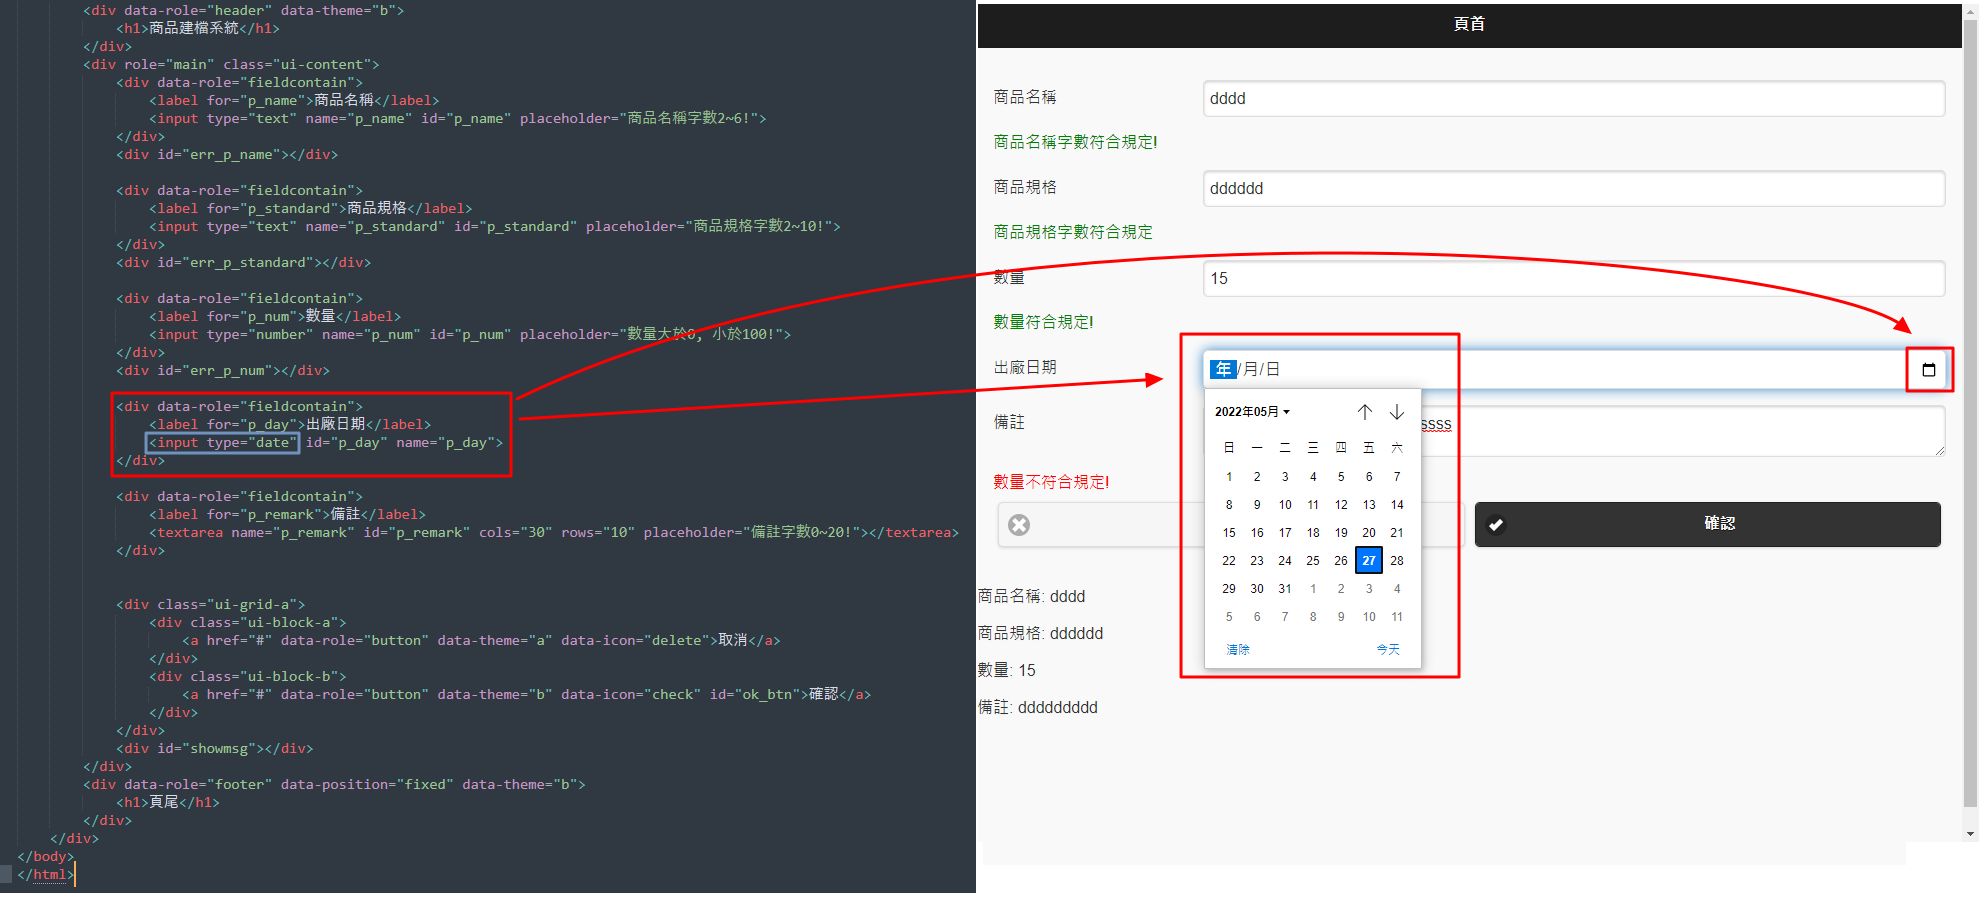 <div data-role="header" data-theme="b">
<h1>商品建檔系統</h1>
</div>
<div role="main" class="ui-content">
<div data-role="fieldcontain">
<label for="p_name">商品名稱</label>
<input type="text" name="p_name" id="p_name" placeholder="商品名稱字數2~6!">
</div>
<div id="err_p_name"></div>
<div data-role="fieldcontain">
<label for="p_standard">商品規格</label>
<input type="text" name="p_standard" id="p_standard" placeholder="商品規格字數2~10!">
</div>
<div id="err_p_standard"></div>
<div data-role="fieldcontain">
<label for="p_num">數量</label>
<input type="number" name="p_num" id="p_num" placeholder="數量大於0, 小於100!">
</div>
<div id="err_p_num"></div>
<div data-role="fieldcontain">
<label for="p_day">出廠日期</label>
<input type="date" id="p_day" name="p_day">
</div>
<div data-role="fieldcontain">
<label for="p_remark">備註</label>
<textarea name="p_remark" id="p_remark" cols="30" rows="10" placeholder="備註字數0~20!"></textarea>
</div>
<div class="ui-grid-a">
<div class="ui-block-a">
<a href="#" data-role="button" data-theme="a" data-icon="delete">取消</a>
</div>
<div class="ui-block-b">
<a href="#" data-role="button" data-theme="b" data-icon="check" id="ok_btn">確認</a>
</div>
</div>
<div id="showmsg"></div>
</div>
<div data-role="footer" data-position="fixed" data-theme="b">
<h1>頁尾</h1>
</div>
</div>
</body>
</html>
頁首
商品名稱 dddd
商品名稱字數符合規定!
商品規格 dddddd
商品規格字數符合規定
數量 15
數量符合規定!
出廠日期 年/月/日
備註 ssss
2022年05月
日 一 二 三 四 五 六
1 2 3 4 5 6 7
8 9 10 11 12 13 14
15 16 17 18 19 20 21
22 23 24 25 26 27 28
29 30 31 1 2 3 4
5 6 7 8 9 10 11
清除 今天
數量不符合規定!
確認
商品名稱: dddd
商品規格: dddddd
數量: 15
備註: ddddddddd